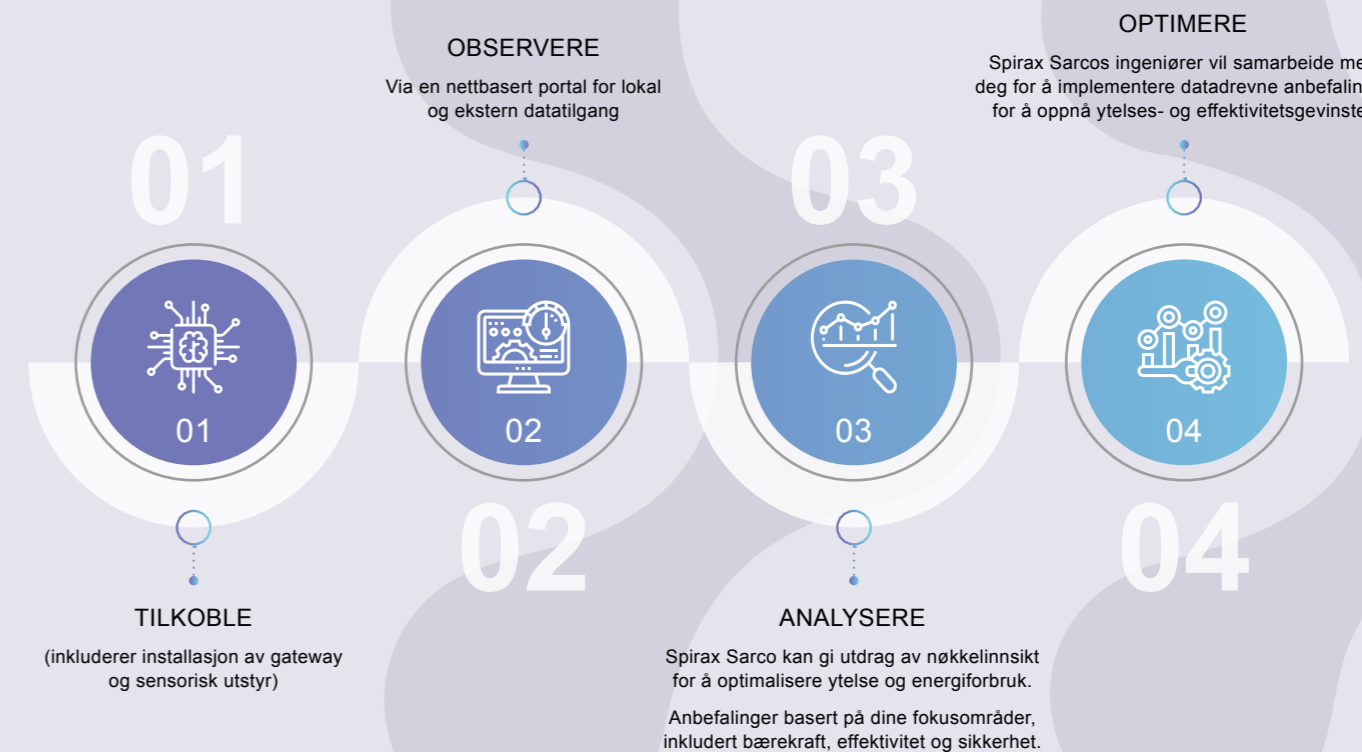 01
01
TILKOBLE
(inkluderer installasjon av gateway
og sensorisk utstyr)
OBSERVERE
Via en nettbasert portal for lokal
og ekstern datatilgang
02
02
03
03
ANALYSERE
Spirax Sarco kan gi utdrag av nøkkelinnsikt
for å optimalisere ytelse og energiforbruk.
Anbefalinger basert på dine fokusområder,
inkludert bærekraft, effektivitet og sikkerhet.
OPTIMERE
Spirax Sarcos ingeniører vil samarbeide
deg for å implementere datadrevne
for å oppnå ytelses- og
04
04